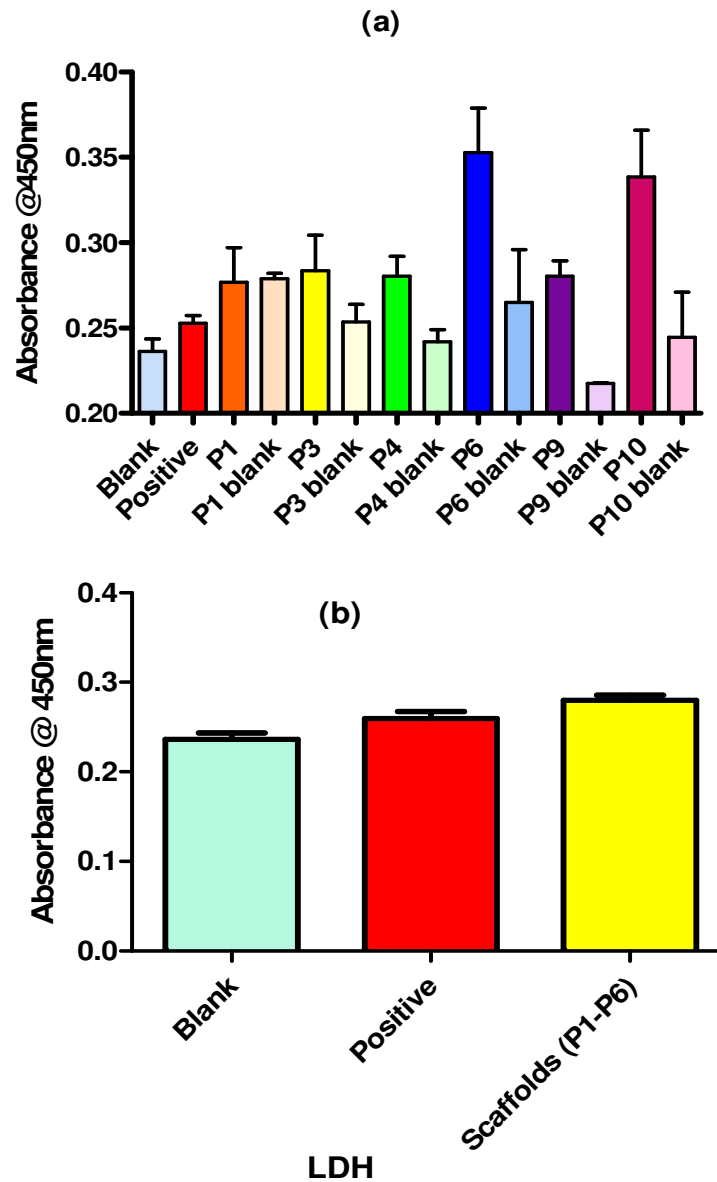 (a)
Absorbance @450nm
0.40
0.35
0.30
0.25
0.20
Blank
Positive
P1
P1 blank
P3
P3 blank
P4
P4 blank
P6
P6 blank
P9
P9 blank
P10
P10 blank
(b)
Absorbance @ 450nm
0.4
0.3
0.2
0.1
0.0
Blank
Positive
Scaffolds (P1-P6)
LDH